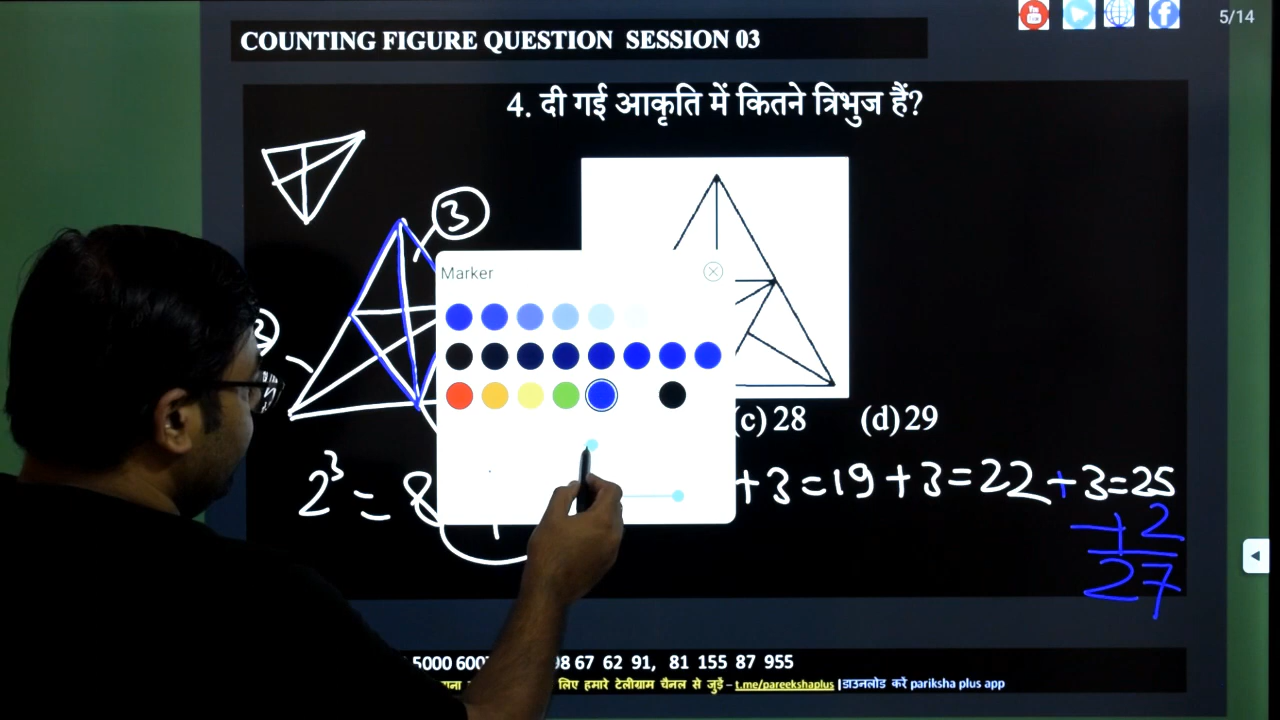 5/14
COUNTING FIGURE QUESTION SESSION 03
4. दी गई आकृति में कितने त्रिभुज हैं?
3
Marker
(c) 28 (d) 29
2³ = 8
+3=19+3=22+3=25
+2
27
5000 600 98 67 62 91, 81 155 87 955
लिए हमारे टेलीग्राम चैनल से जुड़ें – t.me/pareekshaplus | डाउनलोड करें pariksha plus app